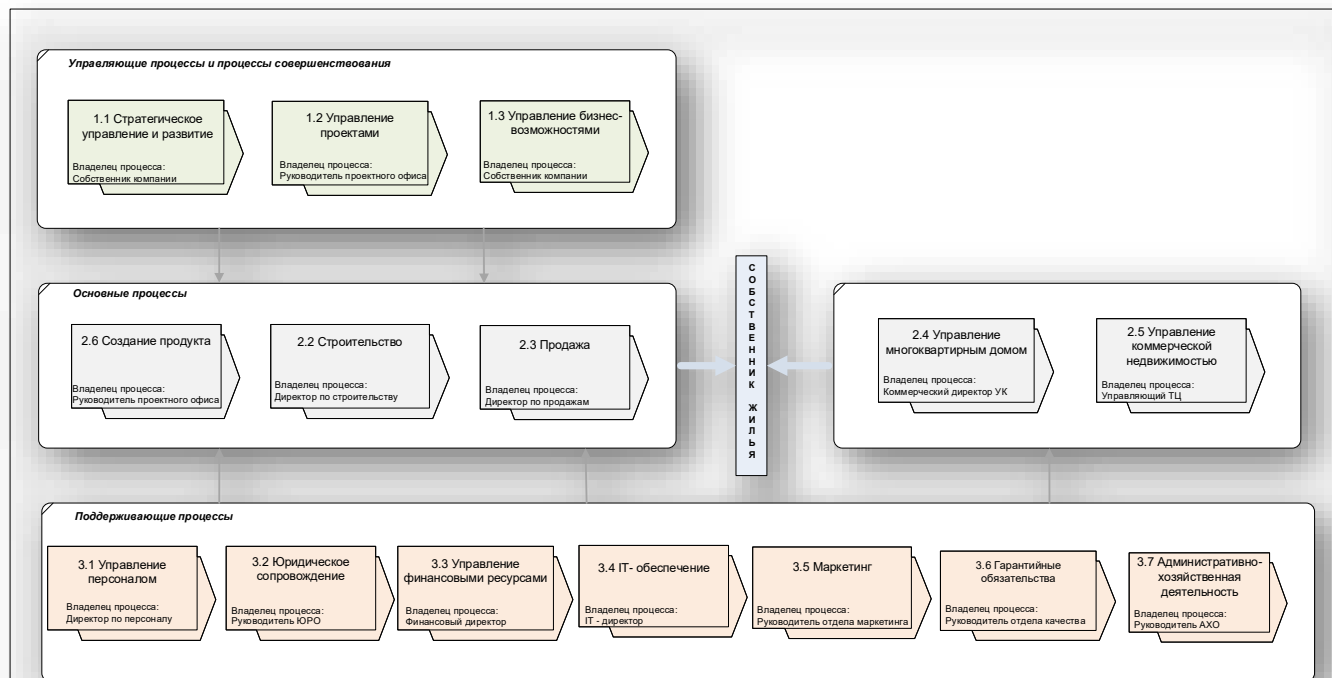 Управляющие процессы и процессы совершенствования
1.1 Стратегическое
управление и развитие
Владелец процесса:
Собственник компании
1.2 Управление
проектами
Владелец процесса:
Руководитель проектного офиса
1.3 Управление бизнес-
возможностями
Владелец процесса:
Собственник компании
Основные процессы
2.6 Создание продукта
Владелец процесса:
Руководитель проектного офиса
2.2 Строительство
Владелец процесса:
Директор по строительству
2.3 Продажа
Владелец процесса:
Директор по продажам
СОБСТВЕННИК ЖИЛЬЯ
2.4 Управление
многоквартирным домом
Владелец процесса:
Коммерческий директор УК
2.5 Управление
коммерческой
недвижимостью
Владелец процесса:
Управляющий ТЦ
Поддерживающие процессы
3.1 Управление
персоналом
Владелец процесса:
Директор по персоналу
3.2 Юридическое
сопровождение
Владелец процесса:
Руководитель ЮРО
3.3 Управление
финансовыми ресурсами
Владелец процесса:
Финансовый директор
3.4 IT- обеспечение
Владелец процесса:
IT - директор
3.5 Маркетинг
Владелец процесса:
Руководитель отдела маркетинга
3.6 Гарантийные
обязательства
Владелец процесса:
Руководитель отдела качества
3.7 Административно-
хозяйственная
деятельность
Владелец процесса:
Руководитель АХО